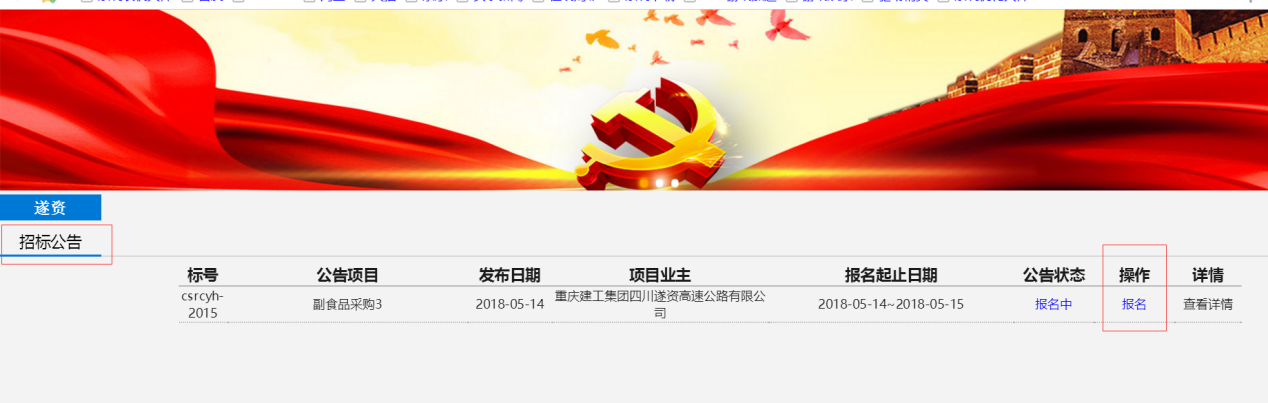 遂资
招标公告
标号 公告项目 发布日期 项目业主 报名起止日期 公告状态 操作 详情
csrcyh-2015 副食品采购3 2018-05-14 重庆建工集团四川遂资高速公路有限公司 2018-05-14~2018-05-15 报名中 报名 查看详情